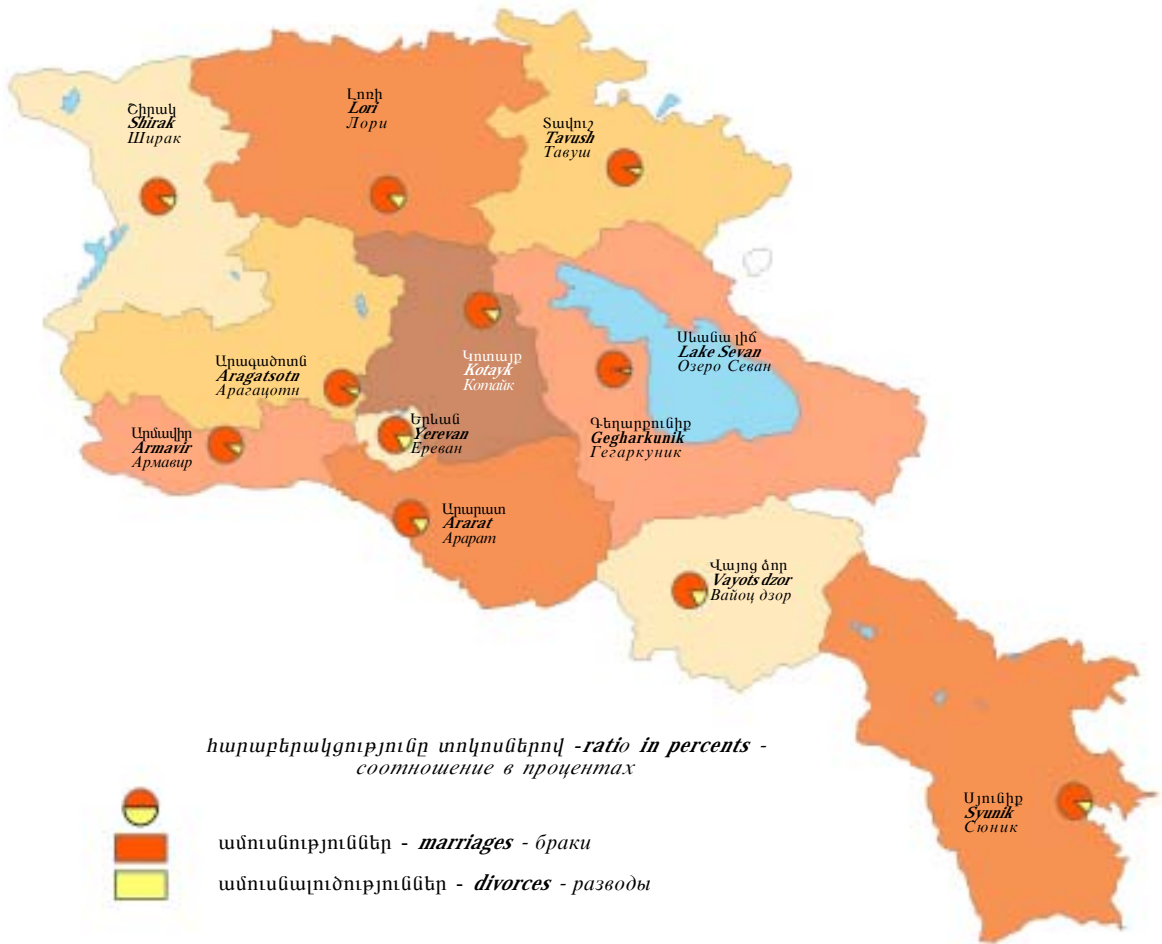 Շիրակ
Shirak
Ширак
Լոռի
Lori
Лори
Տավուշ
Tavush
Тавуш
Արագածոտն
Aragatsotn
Арагацотн
Կոտայք
Kotayk
Котайк
Սևանա լիճ
Lake Sevan
Озеро Севан
Արմավիր
Armavir
Армавир
Երևան
Yerevan
Ереван
Գեղարքունիք
Gegharkunik
Гегаркуник
Արարատ
Ararat
Арарат
Վայոց ձոր
Vayots dzor
Вайоц дзор
Սյունիք
Syunik
Сюник
հարաբերակցությունը տոկոսներով -ratio in percents -
соотношение в процентах
ամուսնություններ - marriages - браки
ամուսնալուծություններ - divorces - разводы